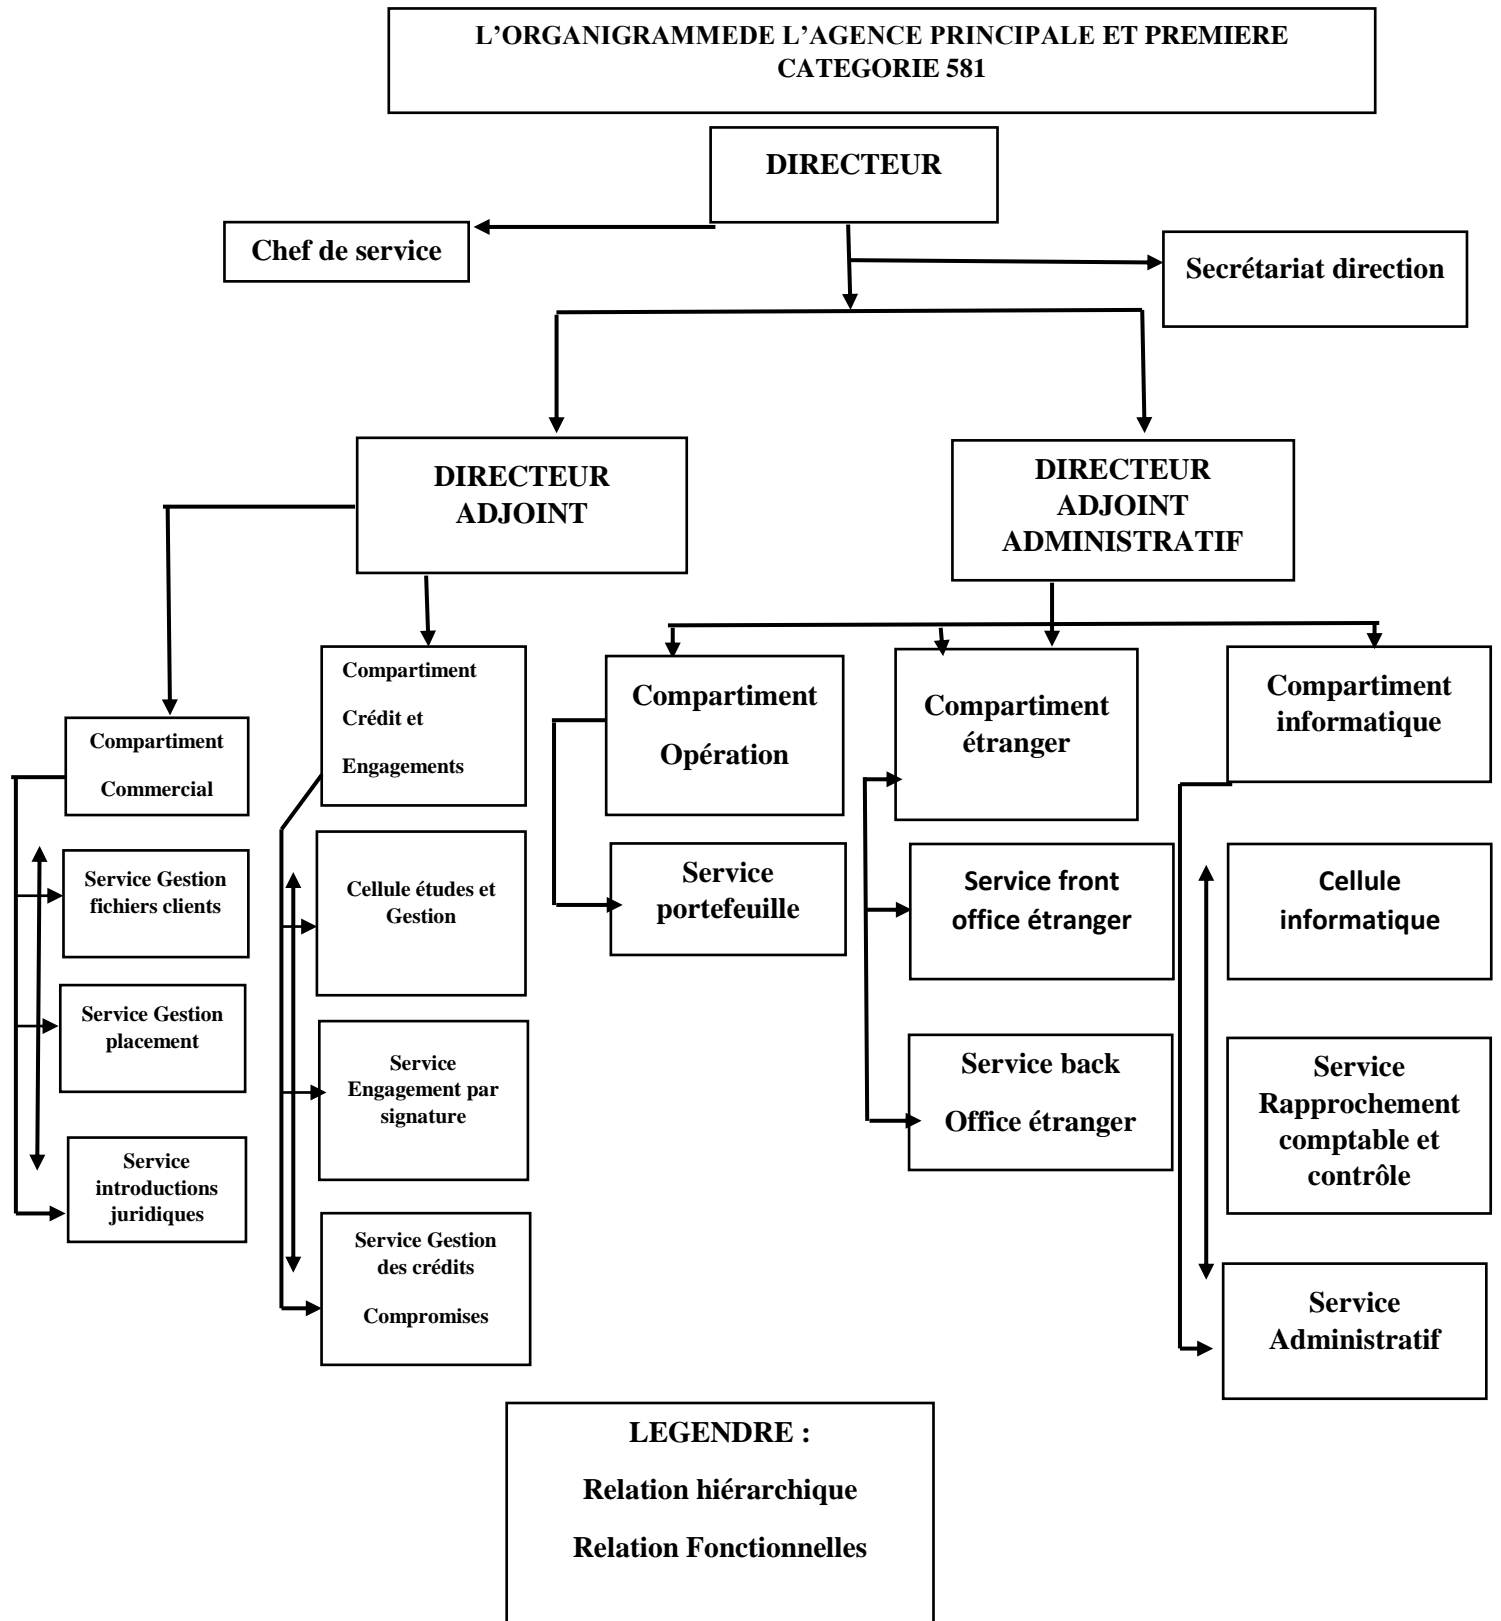 L’ORGANIGRAMMEDE L’AGENCE PRINCIPALE ET PREMIERE
CATEGORIE 581
DIRECTEUR
Chef de service
Secrétariat direction
DIRECTEUR
ADJOINT
DIRECTEUR
ADJOINT
ADMINISTRATIF
Compartiment
Commercial
Compartiment
Crédit et
Engagements
Compartiment
Opération
Compartiment
étranger
Compartiment
informatique
Service Gestion
fichiers clients
Service Gestion
placement
Service
introductions
juridiques
Cellule études et
Gestion
Service
Engagement par
signature
Service Gestion
des crédits
Compromises
Service
portefeuille
Service front
office étranger
Service back
Office étranger
Cellule
informatique
Service
Rapprochement
comptable et
contrôle
Service
Administratif
LEGENDRE :
Relation hiérarchique
Relation Fonctionnelles